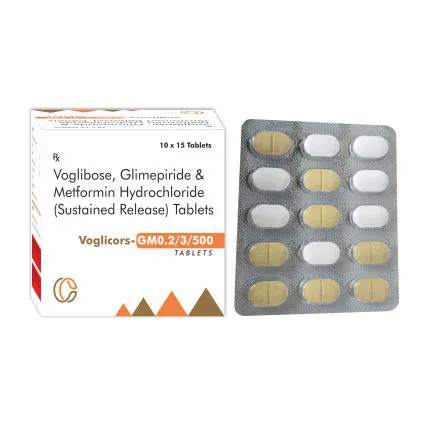 10 x 15 Tablets
℞
Voglibose, Glimepiride &
Metformin Hydrochloride
(Sustained Release) Tablets
Voglicors-GM0.2/3/500
TABLETS